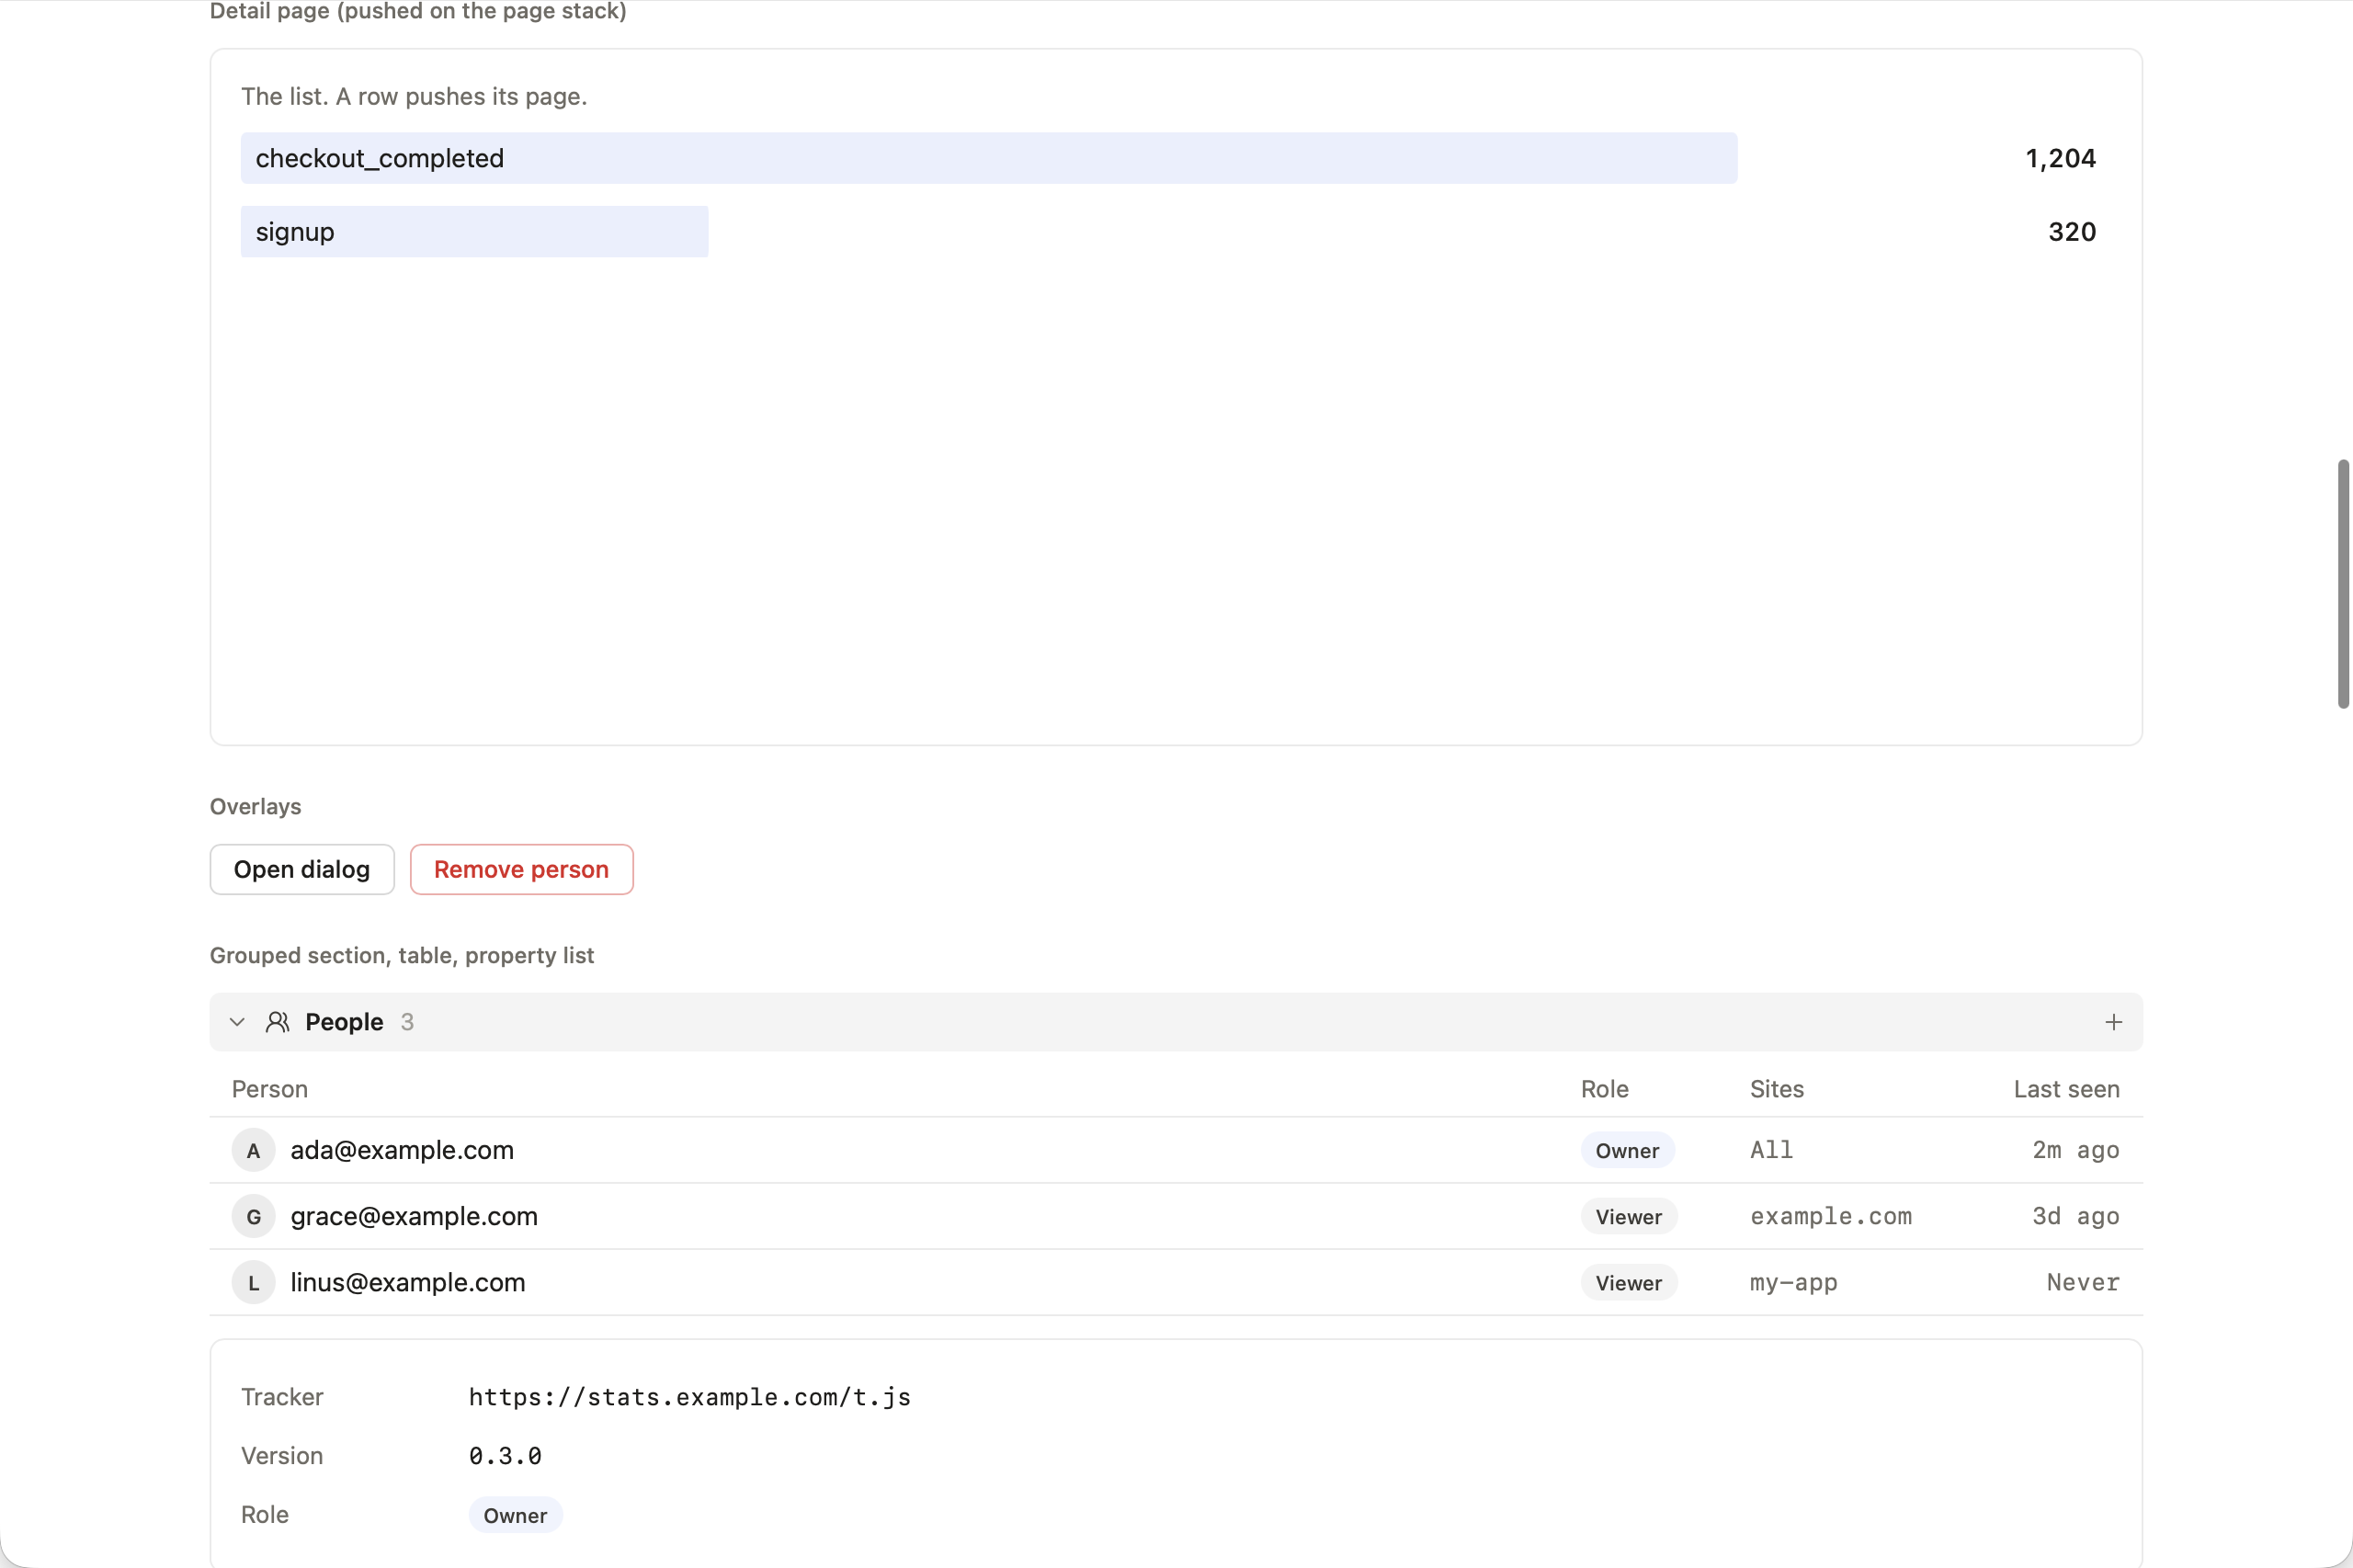 Detail page (pushed on the page stack)
The list. A row pushes its page.
checkout_completed 1,204
signup 320
Overlays
Open dialog Remove person
Grouped section, table, property list
People 3
Person Role Sites Last seen
A ada@example.com Owner All 2m ago
G grace@example.com Viewer example.com 3d ago
L linus@example.com Viewer my-app Never
Tracker https://stats.example.com/t.js
Version 0.3.0
Role Owner